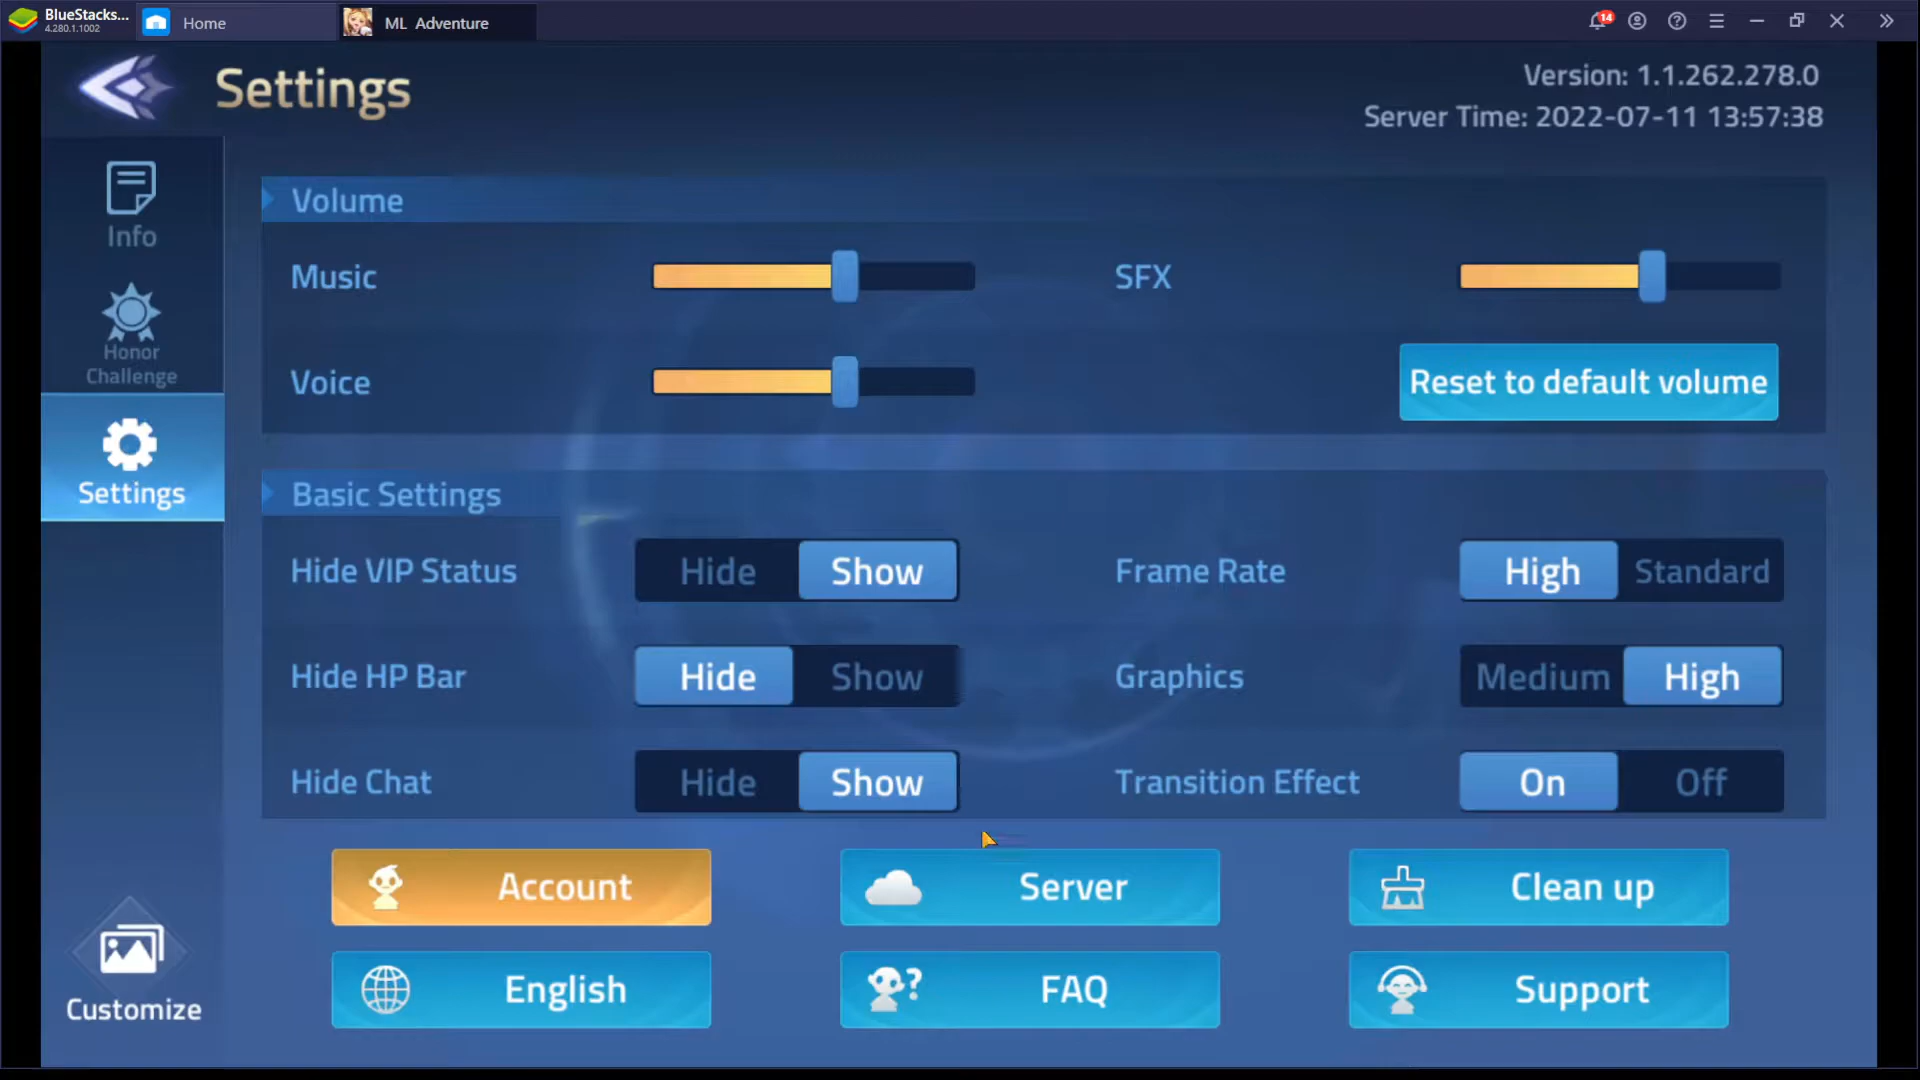 BlueStacks...
4.280.1.1002
Home
ML Adventure
14
Settings
Version: 1.1.262.278.0
Server Time: 2022-07-11 13:57:38
Info
Honor
Challenge
Settings
Customize
Volume
Music
SFX
Voice
Reset to default volume
Basic Settings
Hide VIP Status
Hide
Show
Frame Rate
High
Standard
Hide HP Bar
Hide
Show
Graphics
Medium
High
Hide Chat
Hide
Show
Transition Effect
On
Off
Account
Server
Clean up
English
FAQ
Support